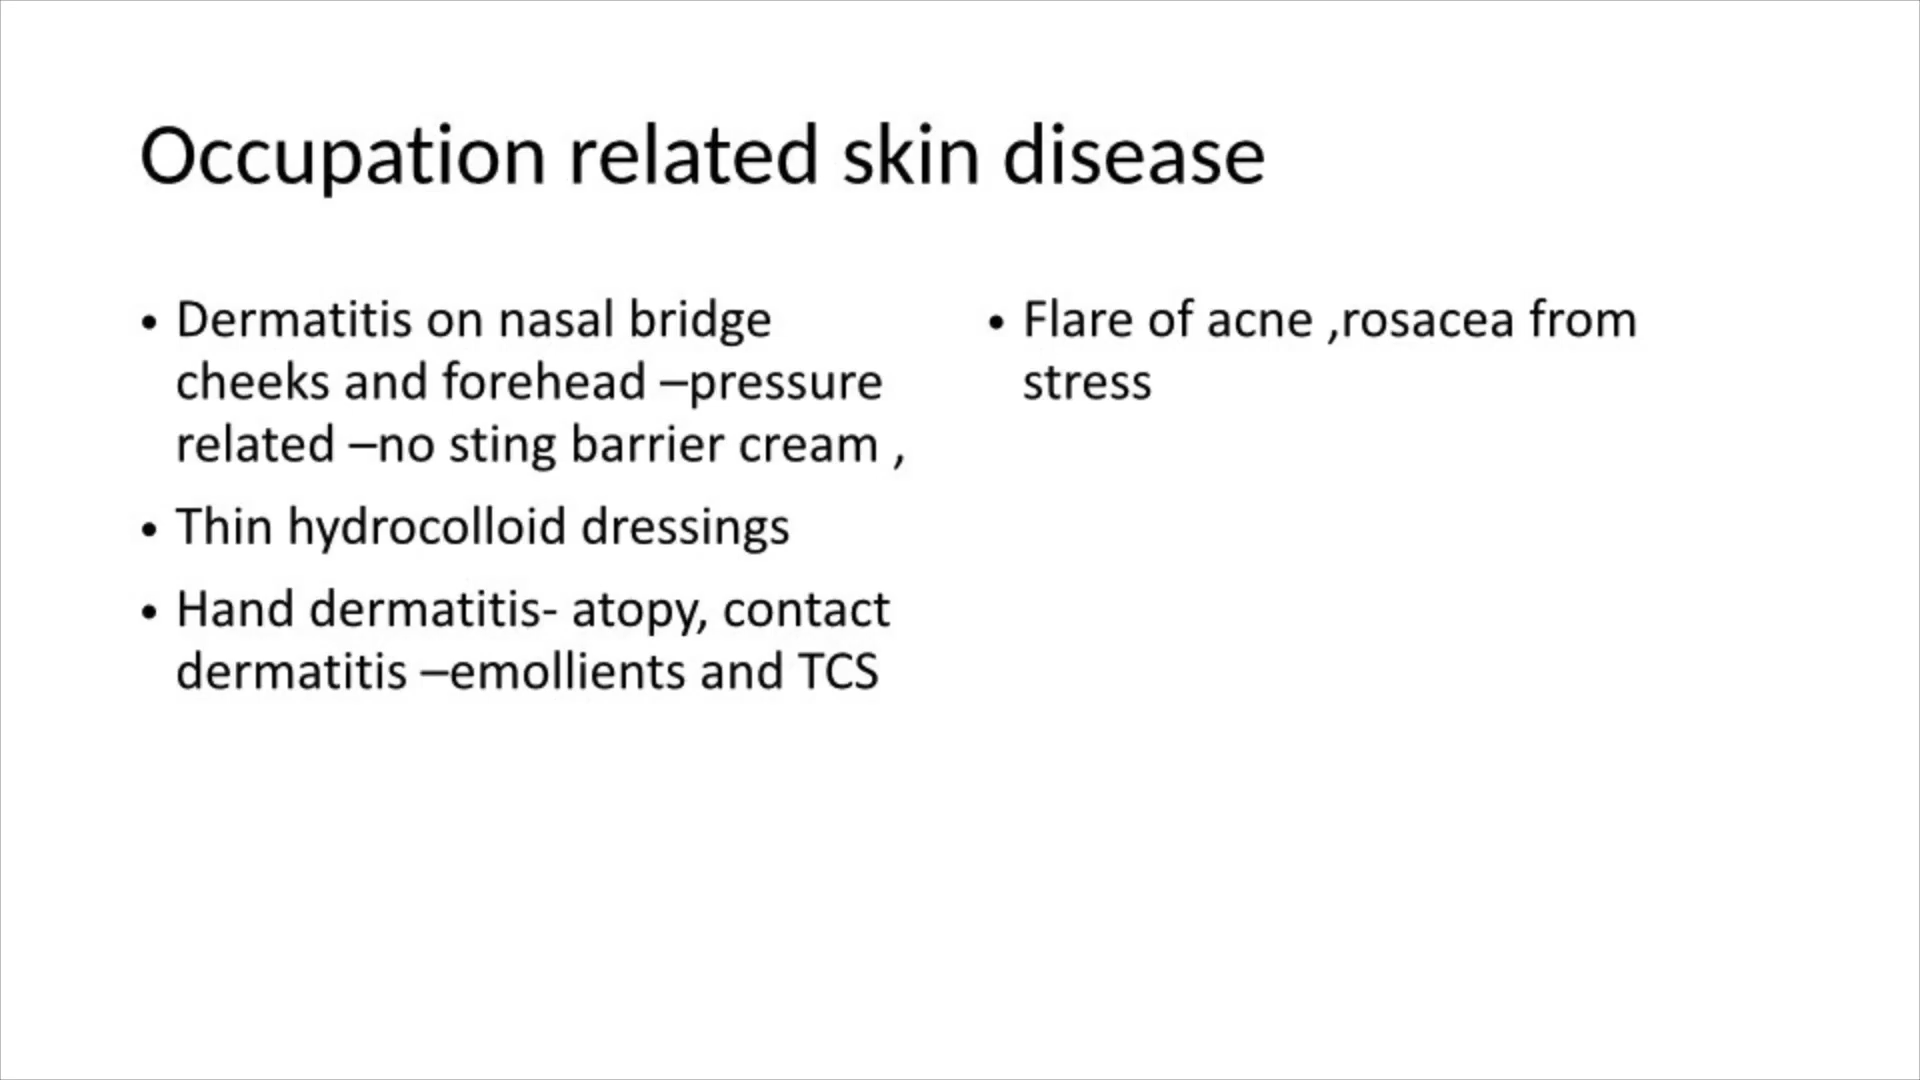 Occupation related skin disease
• Dermatitis on nasal bridge
cheeks and forehead –pressure
related –no sting barrier cream ,
• Thin hydrocolloid dressings
• Hand dermatitis- atopy, contact
dermatitis –emollients and TCS
• Flare of acne ,rosacea from
stress